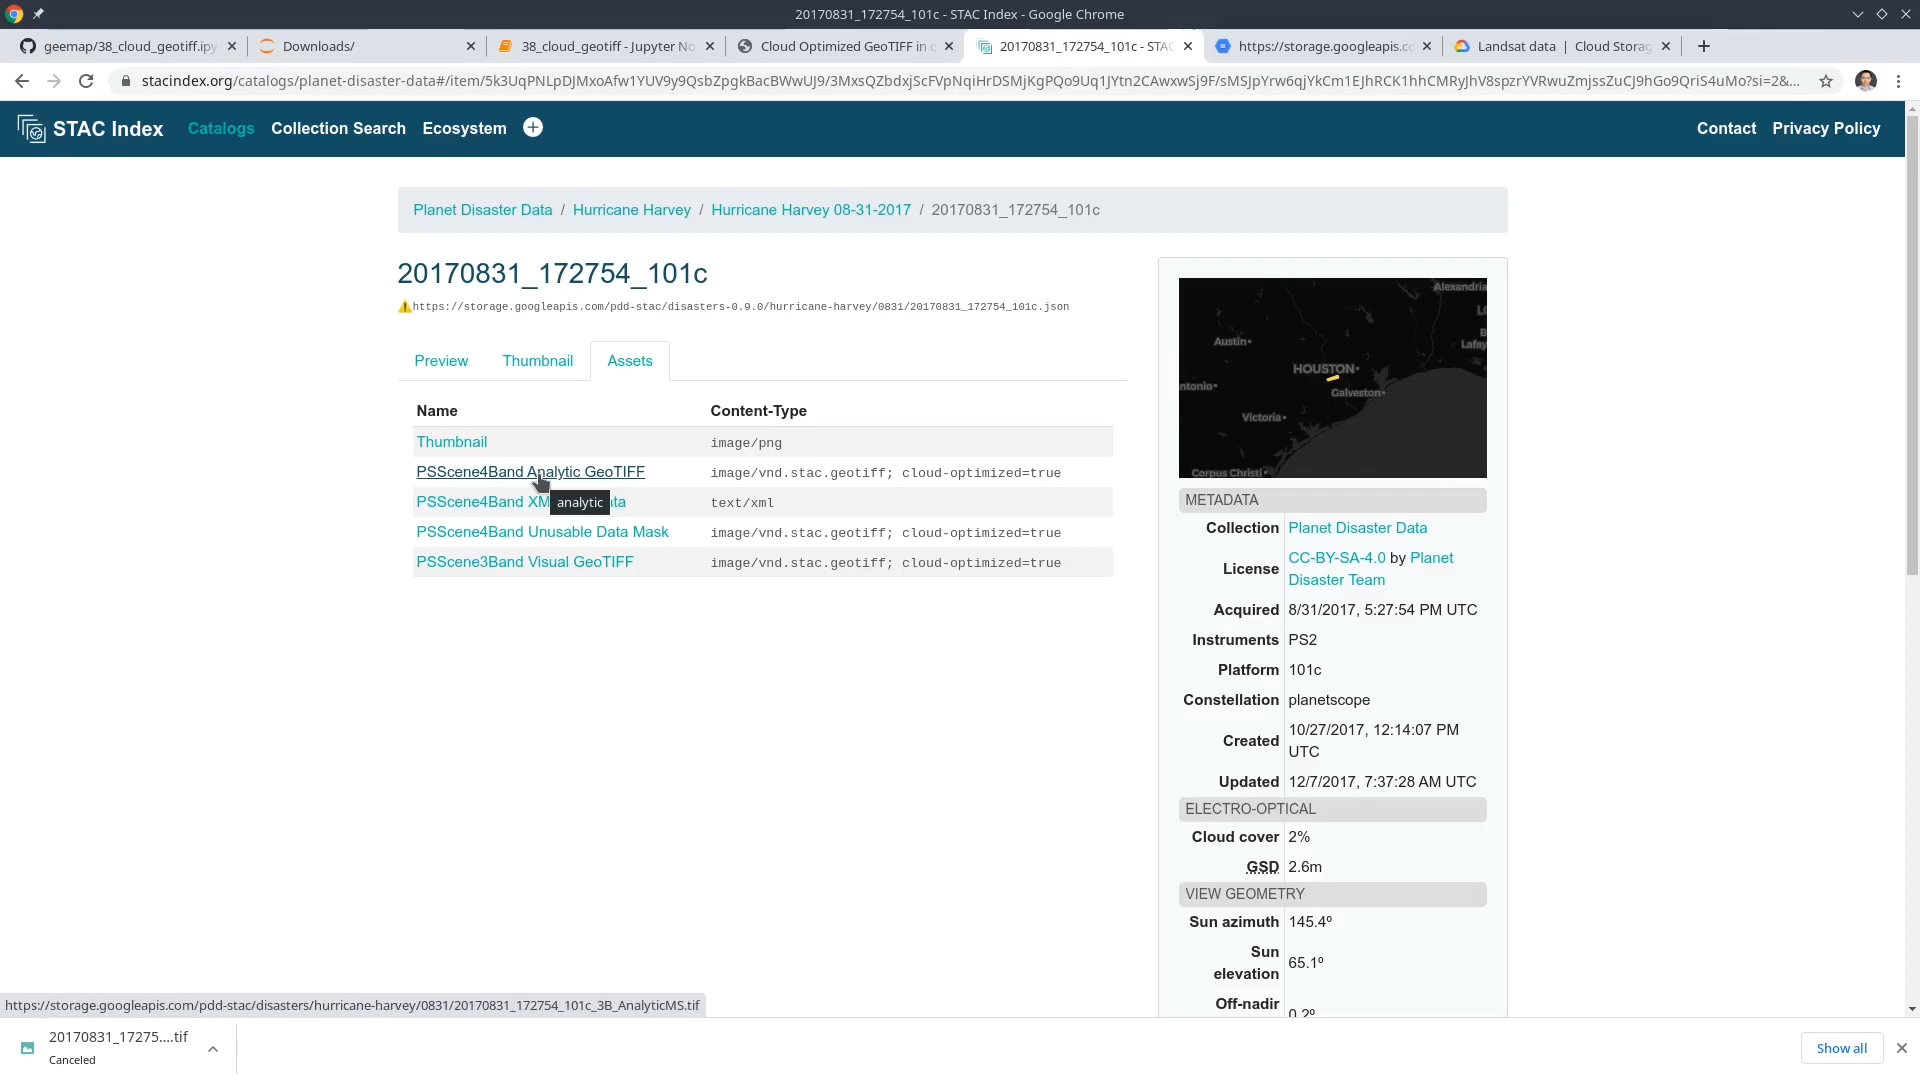 20170831_172754_101c - STAC Index - Google Chrome
geemap/38_cloud_geotiff.ipy
Downloads/
38_cloud_geotiff - Jupyter No
Cloud Optimized GeoTIFF in
20170831_172754_101c - STAC
https://storage.googleapis.co
Landsat data | Cloud Storag
stacindex.org/catalogs/planet-disaster-data#/item/5k3UqPNLpDJMxoAfw1YUV9y9QsbZpgkBacBWwUJ9/3MxsQZbdxjScFVpNqiHrDSMjKgPQo9Uq1JYtn2CAwxwSj9F/sMSJpYrw6qjYkCm1EJhRCK1hhCMRyJhV8spzrYVRwuZmjssZuCJ9hGo9QriS4uMo?si=2&...
STAC Index
Catalogs
Collection Search
Ecosystem
Contact
Privacy Policy
Planet Disaster Data / Hurricane Harvey / Hurricane Harvey 08-31-2017 / 20170831_172754_101c
20170831_172754_101c
https://storage.googleapis.com/pdd-stac/disasters-0.9.0/hurricane-harvey/0831/20170831_172754_101c.json
Preview
Thumbnail
Assets
Name Content-Type
Thumbnail image/png
PSScene4Band Analytic GeoTIFF image/vnd.stac.geotiff; cloud-optimized=true
PSScene4Band XM ta text/xml
analytic
PSScene4Band Unusable Data Mask image/vnd.stac.geotiff; cloud-optimized=true
PSScene3Band Visual GeoTIFF image/vnd.stac.geotiff; cloud-optimized=true
Alexandria
L
B
Austin
Lafay
HOUSTON
ntonio
Galveston
Victoria
Corpus Christi
METADATA
Collection Planet Disaster Data
License CC-BY-SA-4.0 by Planet
Disaster Team
Acquired 8/31/2017, 5:27:54 PM UTC
Instruments PS2
Platform 101c
Constellation planetscope
Created 10/27/2017, 12:14:07 PM
UTC
Updated 12/7/2017, 7:37:28 AM UTC
ELECTRO-OPTICAL
Cloud cover 2%
GSD 2.6m
VIEW GEOMETRY
Sun azimuth 145.4º
Sun
elevation 65.1º
Off-nadir
0.2º
https://storage.googleapis.com/pdd-stac/disasters/hurricane-harvey/0831/20170831_172754_101c_3B_AnalyticMS.tif
20170831_17275....tif
Canceled
Show all